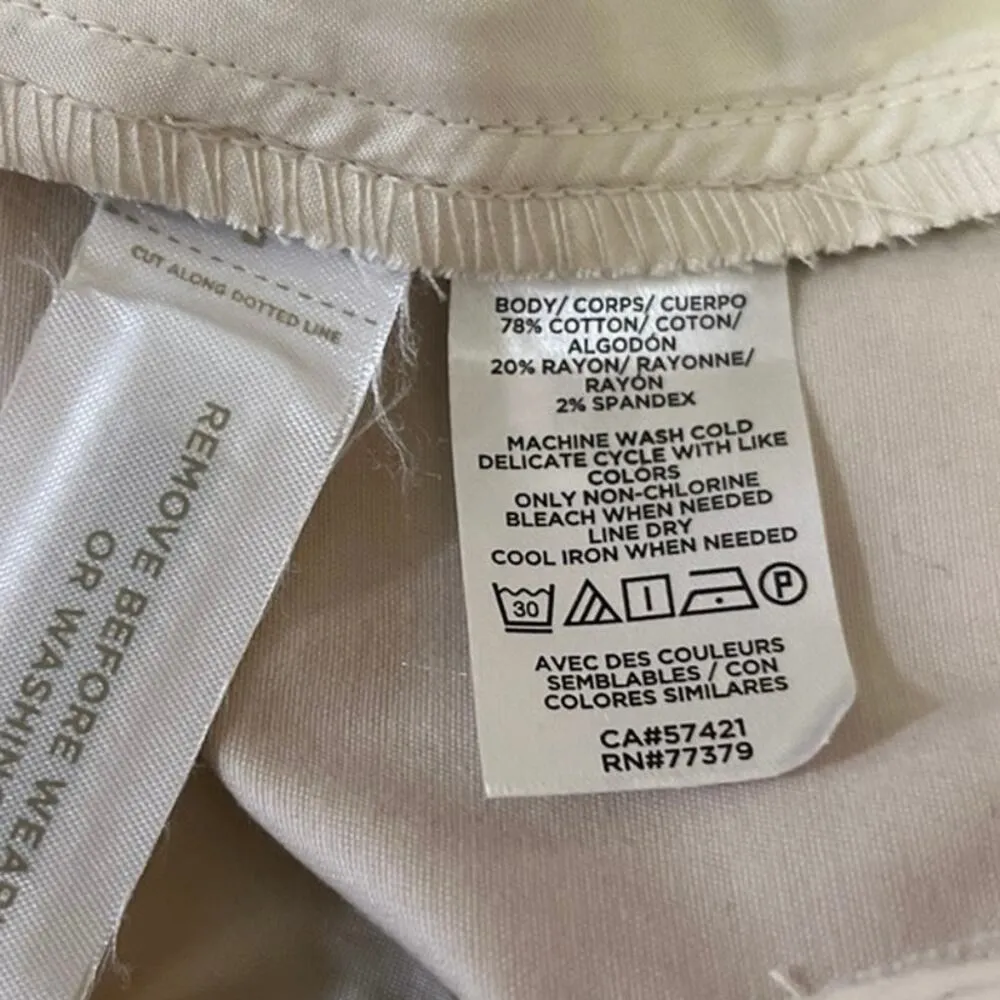 CUT ALONG DOTTED LINE
REMOVE BEFORE WEAR
OR WASHING
BODY/ CORPS/ CUERPO
78% COTTON/ COTON/
ALGODÓN
20% RAYON/ RAYONNE/
RAYÓN
2% SPANDEX
MACHINE WASH COLD
DELICATE CYCLE WITH LIKE
COLORS
ONLY NON-CHLORINE
BLEACH WHEN NEEDED
LINE DRY
COOL IRON WHEN NEEDED
30 P
AVEC DES COULEURS
SEMBLABLES / CON
COLORES SIMILARES
CA#57421
RN#77379